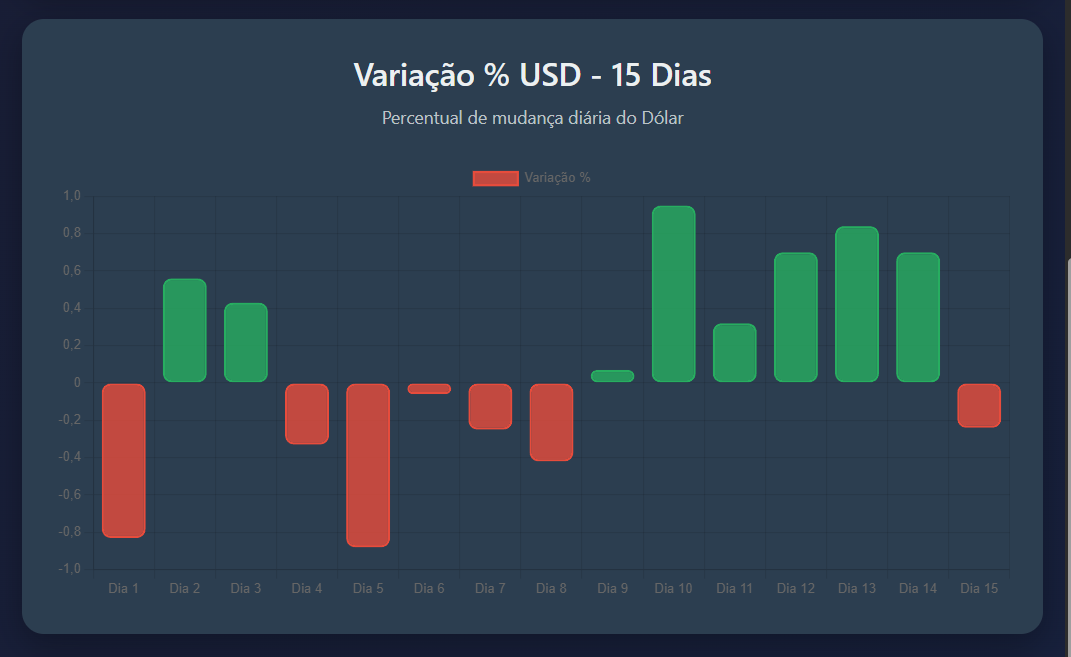 Variação % USD - 15 Dias
Percentual de mudança diária do Dólar
Variação %
1,0
0,8
0,6
0,4
0,2
0
-0,2
-0,4
-0,6
-0,8
-1,0
Dia 1 Dia 2 Dia 3 Dia 4 Dia 5 Dia 6 Dia 7 Dia 8 Dia 9 Dia 10 Dia 11 Dia 12 Dia 13 Dia 14 Dia 15